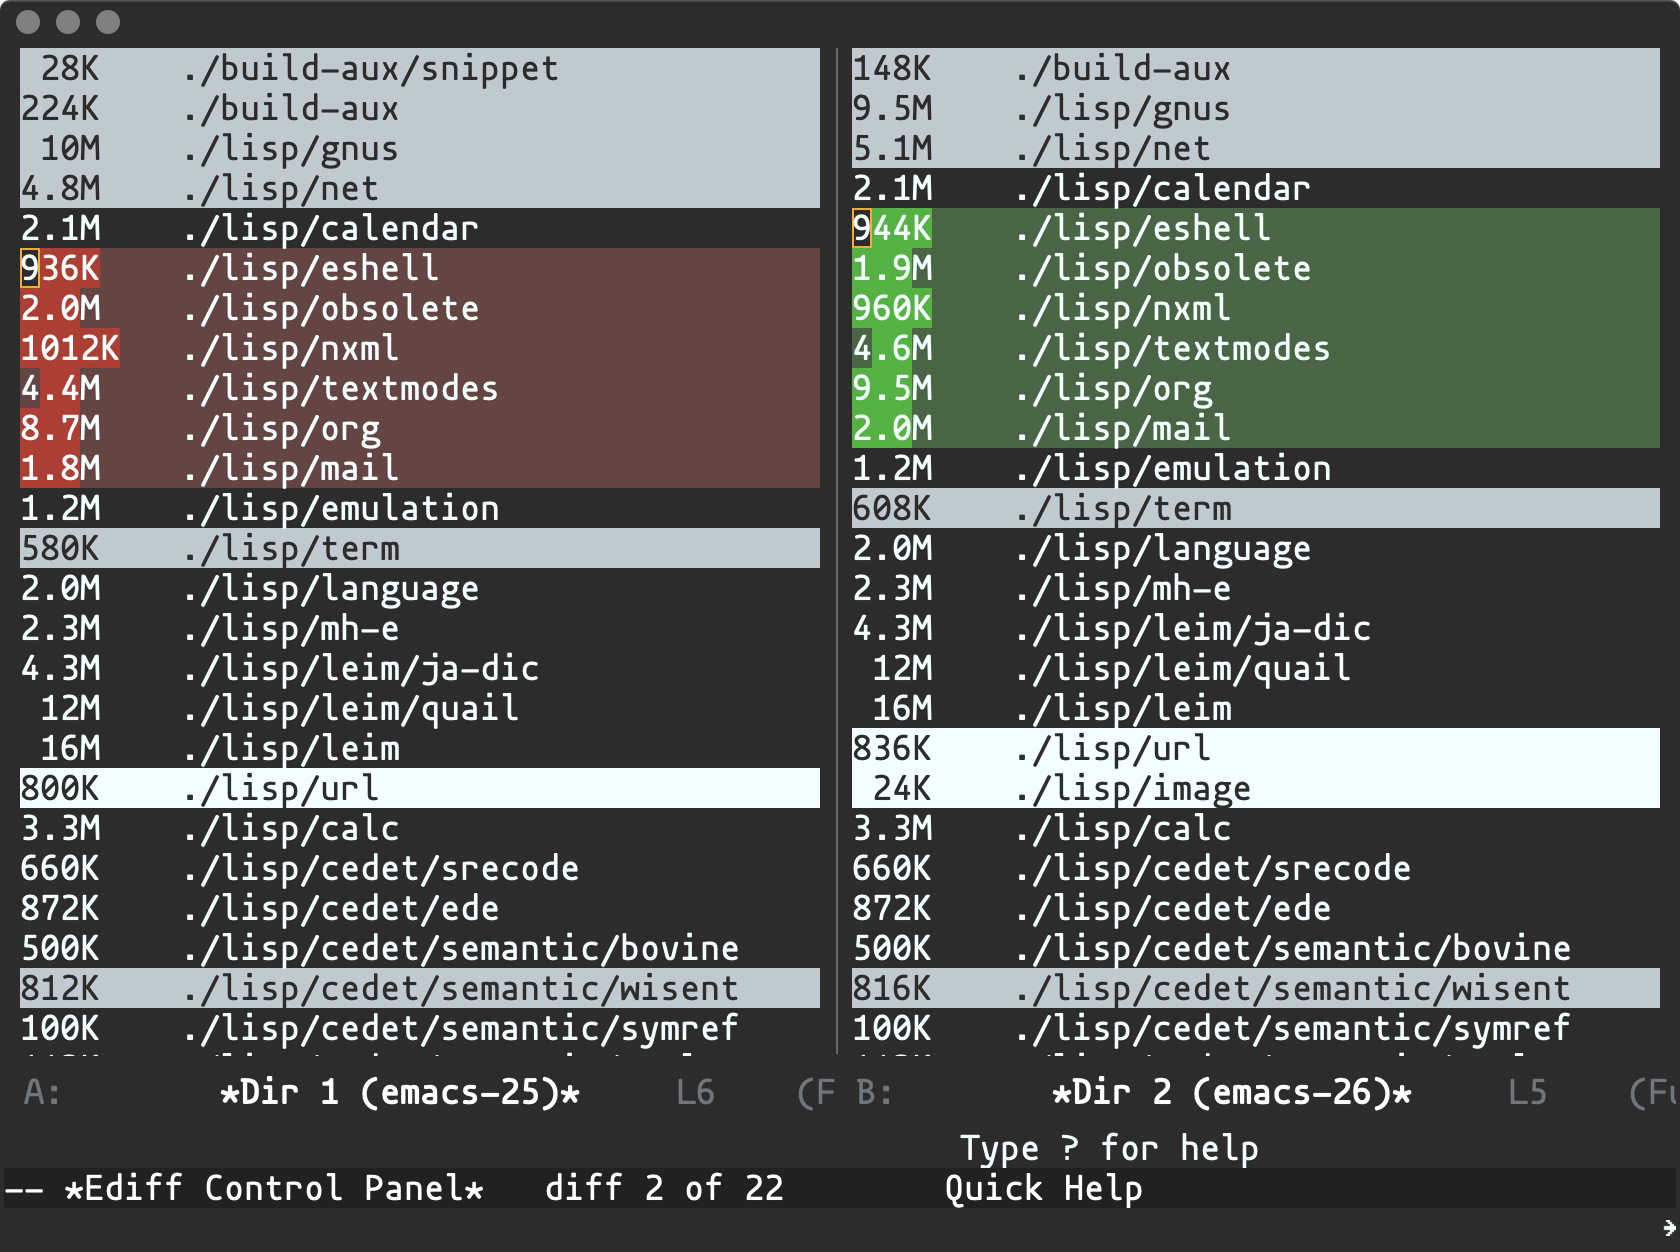 28K    ./build-aux/snippet
224K    ./build-aux
 10M    ./lisp/gnus
4.8M    ./lisp/net
2.1M    ./lisp/calendar
936K    ./lisp/eshell
2.0M    ./lisp/obsolete
1012K   ./lisp/nxml
4.4M    ./lisp/textmodes
8.7M    ./lisp/org
1.8M    ./lisp/mail
1.2M    ./lisp/emulation
580K    ./lisp/term
2.0M    ./lisp/language
2.3M    ./lisp/mh-e
4.3M    ./lisp/leim/ja-dic
 12M    ./lisp/leim/quail
 16M    ./lisp/leim
800K    ./lisp/url
3.3M    ./lisp/calc
660K    ./lisp/cedet/srecode
872K    ./lisp/cedet/ede
500K    ./lisp/cedet/semantic/bovine
812K    ./lisp/cedet/semantic/wisent
100K    ./lisp/cedet/semantic/symref
A:        *Dir 1 (emacs-25)*     L6    (F
148K    ./build-aux
9.5M    ./lisp/gnus
5.1M    ./lisp/net
2.1M    ./lisp/calendar
944K    ./lisp/eshell
1.9M    ./lisp/obsolete
960K    ./lisp/nxml
4.6M    ./lisp/textmodes
9.5M    ./lisp/org
2.0M    ./lisp/mail
1.2M    ./lisp/emulation
608K    ./lisp/term
2.0M    ./lisp/language
2.3M    ./lisp/mh-e
4.3M    ./lisp/leim/ja-dic
 12M    ./lisp/leim/quail
 16M    ./lisp/leim
836K    ./lisp/url
 24K    ./lisp/image
3.3M    ./lisp/calc
660K    ./lisp/cedet/srecode
872K    ./lisp/cedet/ede
500K    ./lisp/cedet/semantic/bovine
816K    ./lisp/cedet/semantic/wisent
100K    ./lisp/cedet/semantic/symref
B:        *Dir 2 (emacs-26)*     L5    (Fu
Type ? for help
-- *Ediff Control Panel*   diff 2 of 22        Quick Help